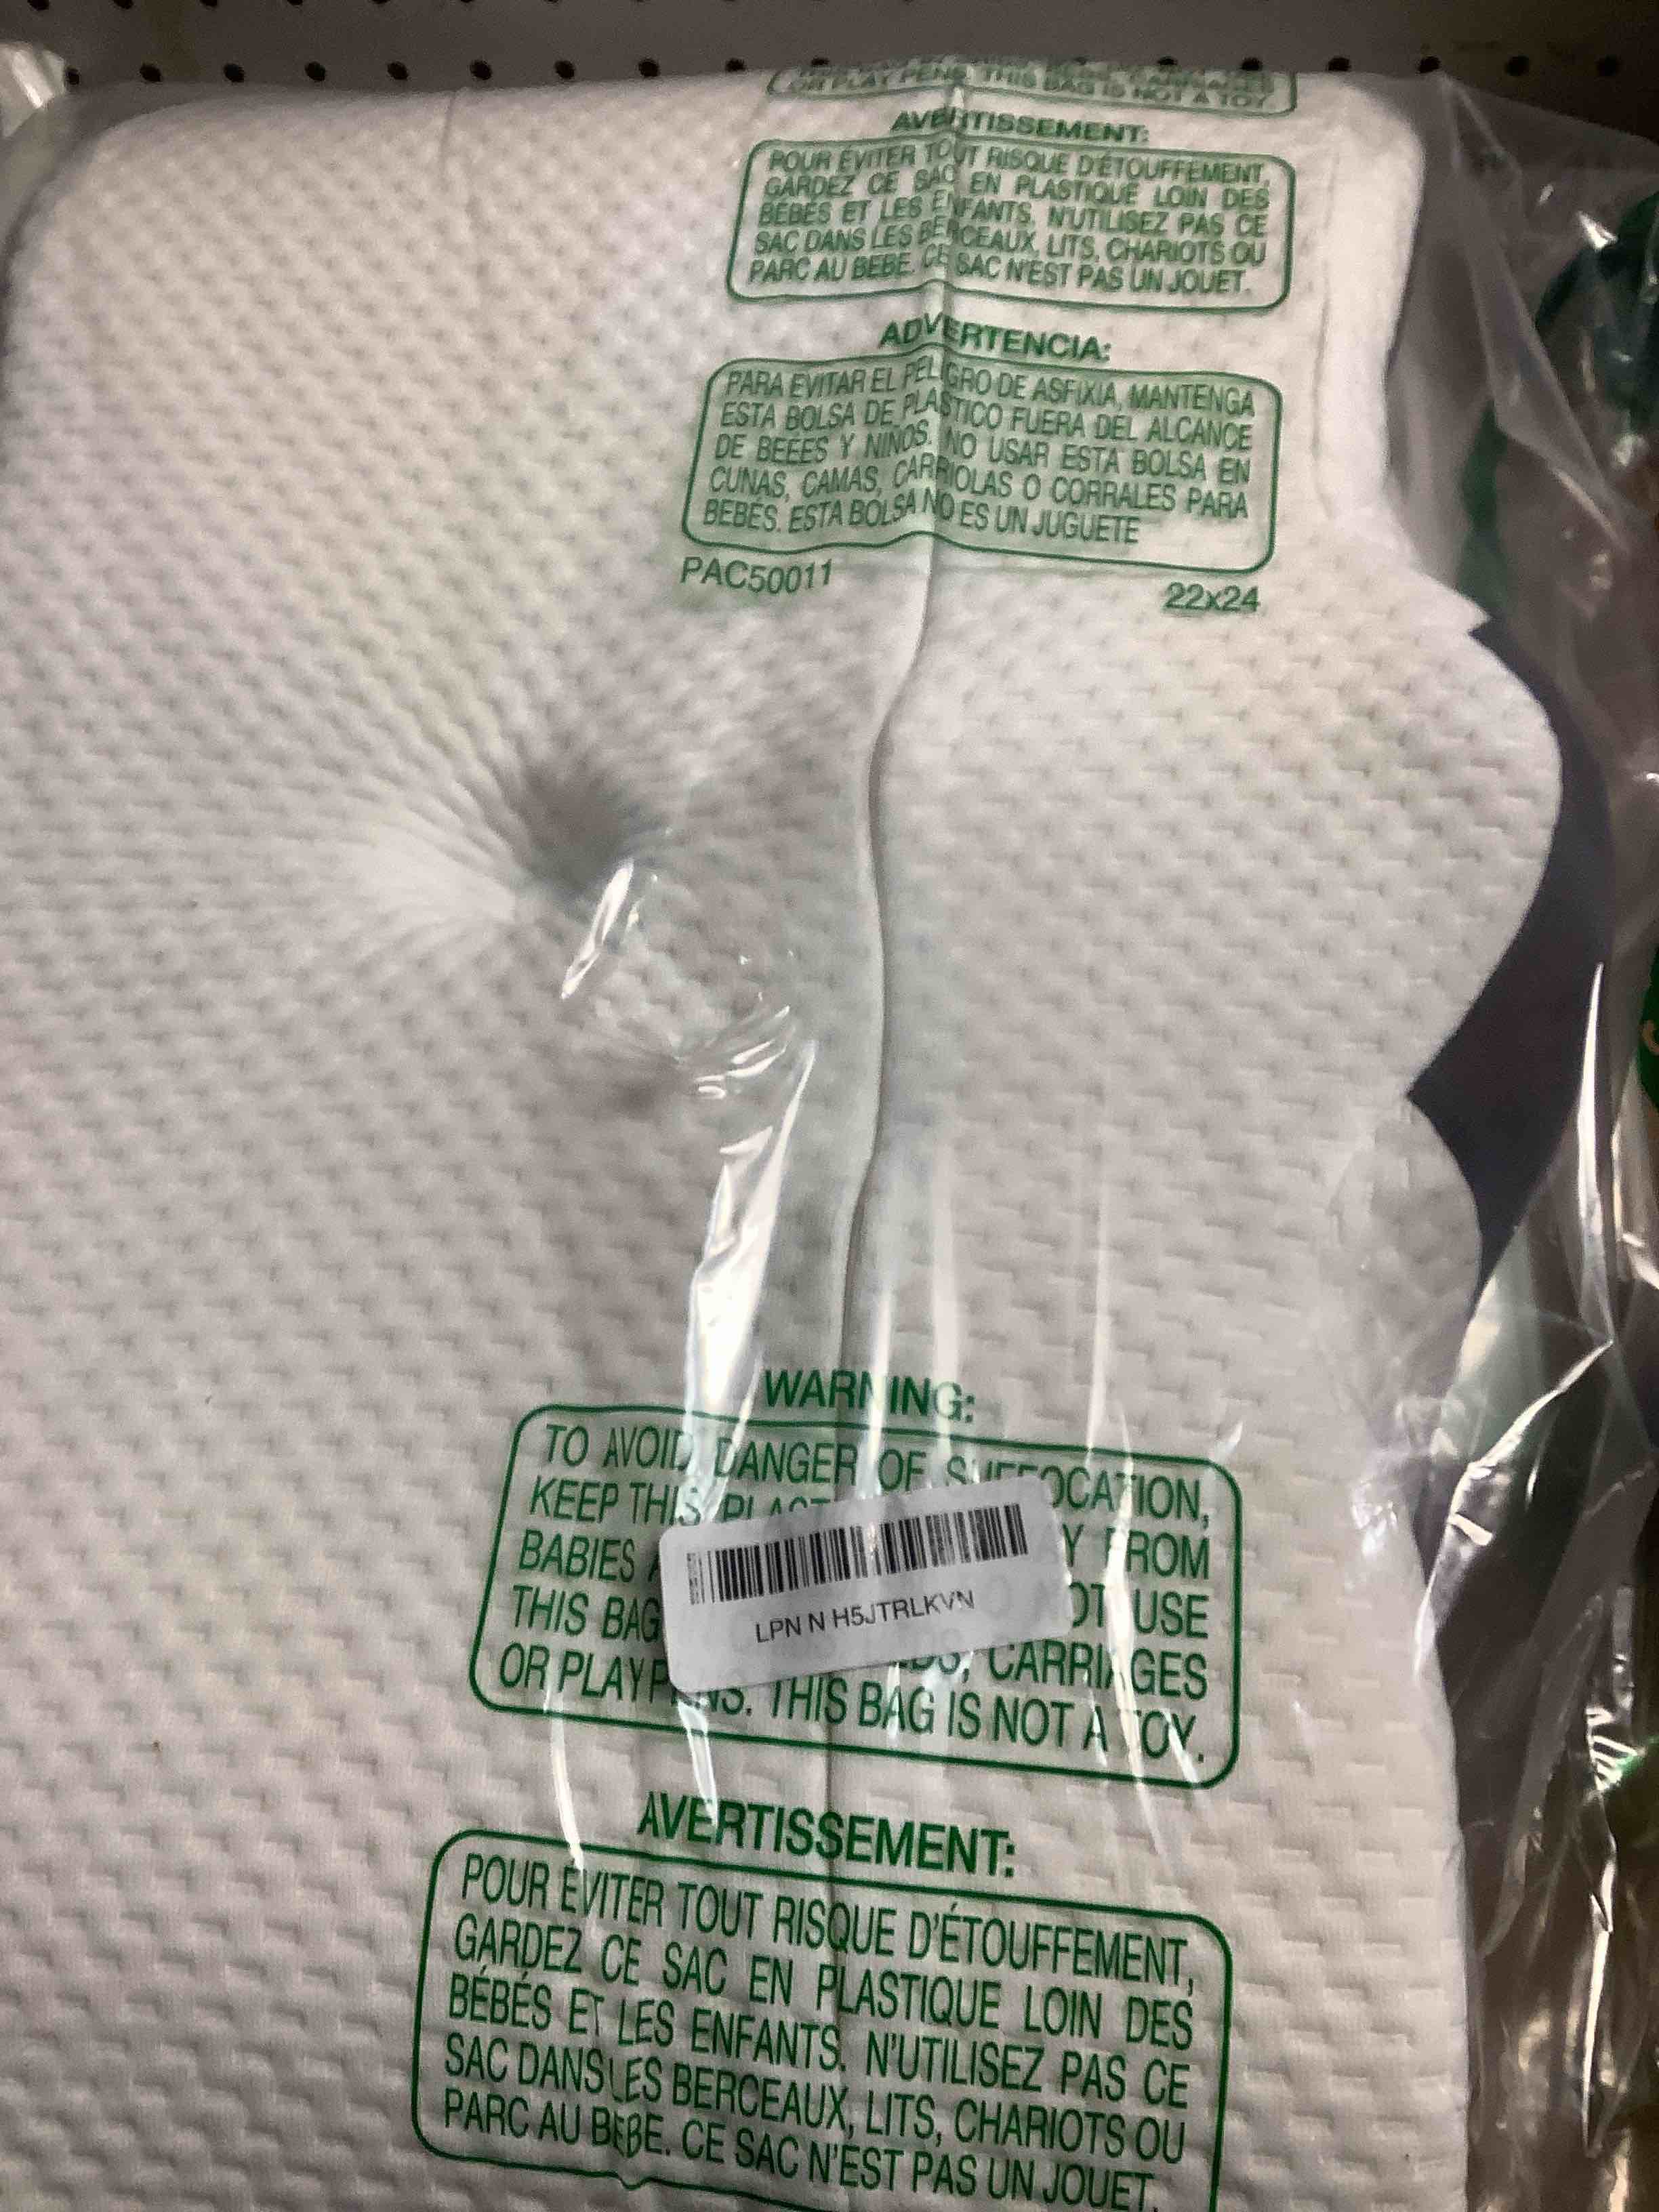 OR PLAY PENS. THIS BAG IS NOT A TOY
AVERTISSEMENT:
POUR ÉVITER TOUT RISQUE D'ÉTOUFFEMENT,
GARDEZ CE SAC EN PLASTIQUE LOIN DES
BÉBÉS ET LES ENFANTS. N'UTILISEZ PAS CE
SAC DANS LES BERCEAUX, LITS, CHARIOTS OU
PARC AU BEBE. CE SAC N'EST PAS UN JOUET.
ADVERTENCIA:
PARA EVITAR EL PELIGRO DE ASFIXIA, MANTENGA
ESTA BOLSA DE PLASTICO FUERA DEL ALCANCE
DE BEEES Y NINOS. NO USAR ESTA BOLSA EN
CUNAS, CAMAS, CARRIOLAS O CORRALES PARA
BEBES. ESTA BOLSA NO ES UN JUGUETE
PAC50011 22x24
WARNING:
TO AVOID DANGER OF SUFFOCATION,
KEEP THIS
BABIES FROM
THIS BAG USE
OR PLAYPENS. THIS BAG IS NOT A TOY.
CARRIAGES
LPN N H5JTRLKVN
AVERTISSEMENT:
POUR ÉVITER TOUT RISQUE D'ÉTOUFFEMENT,
GARDEZ CE SAC EN PLASTIQUE LOIN DES
BÉBÉS ET LES ENFANTS. N'UTILISEZ PAS CE
SAC DANS LES BERCEAUX, LITS, CHARIOTS OU
PARC AU BEBE. CE SAC N'EST PAS UN JOUET.